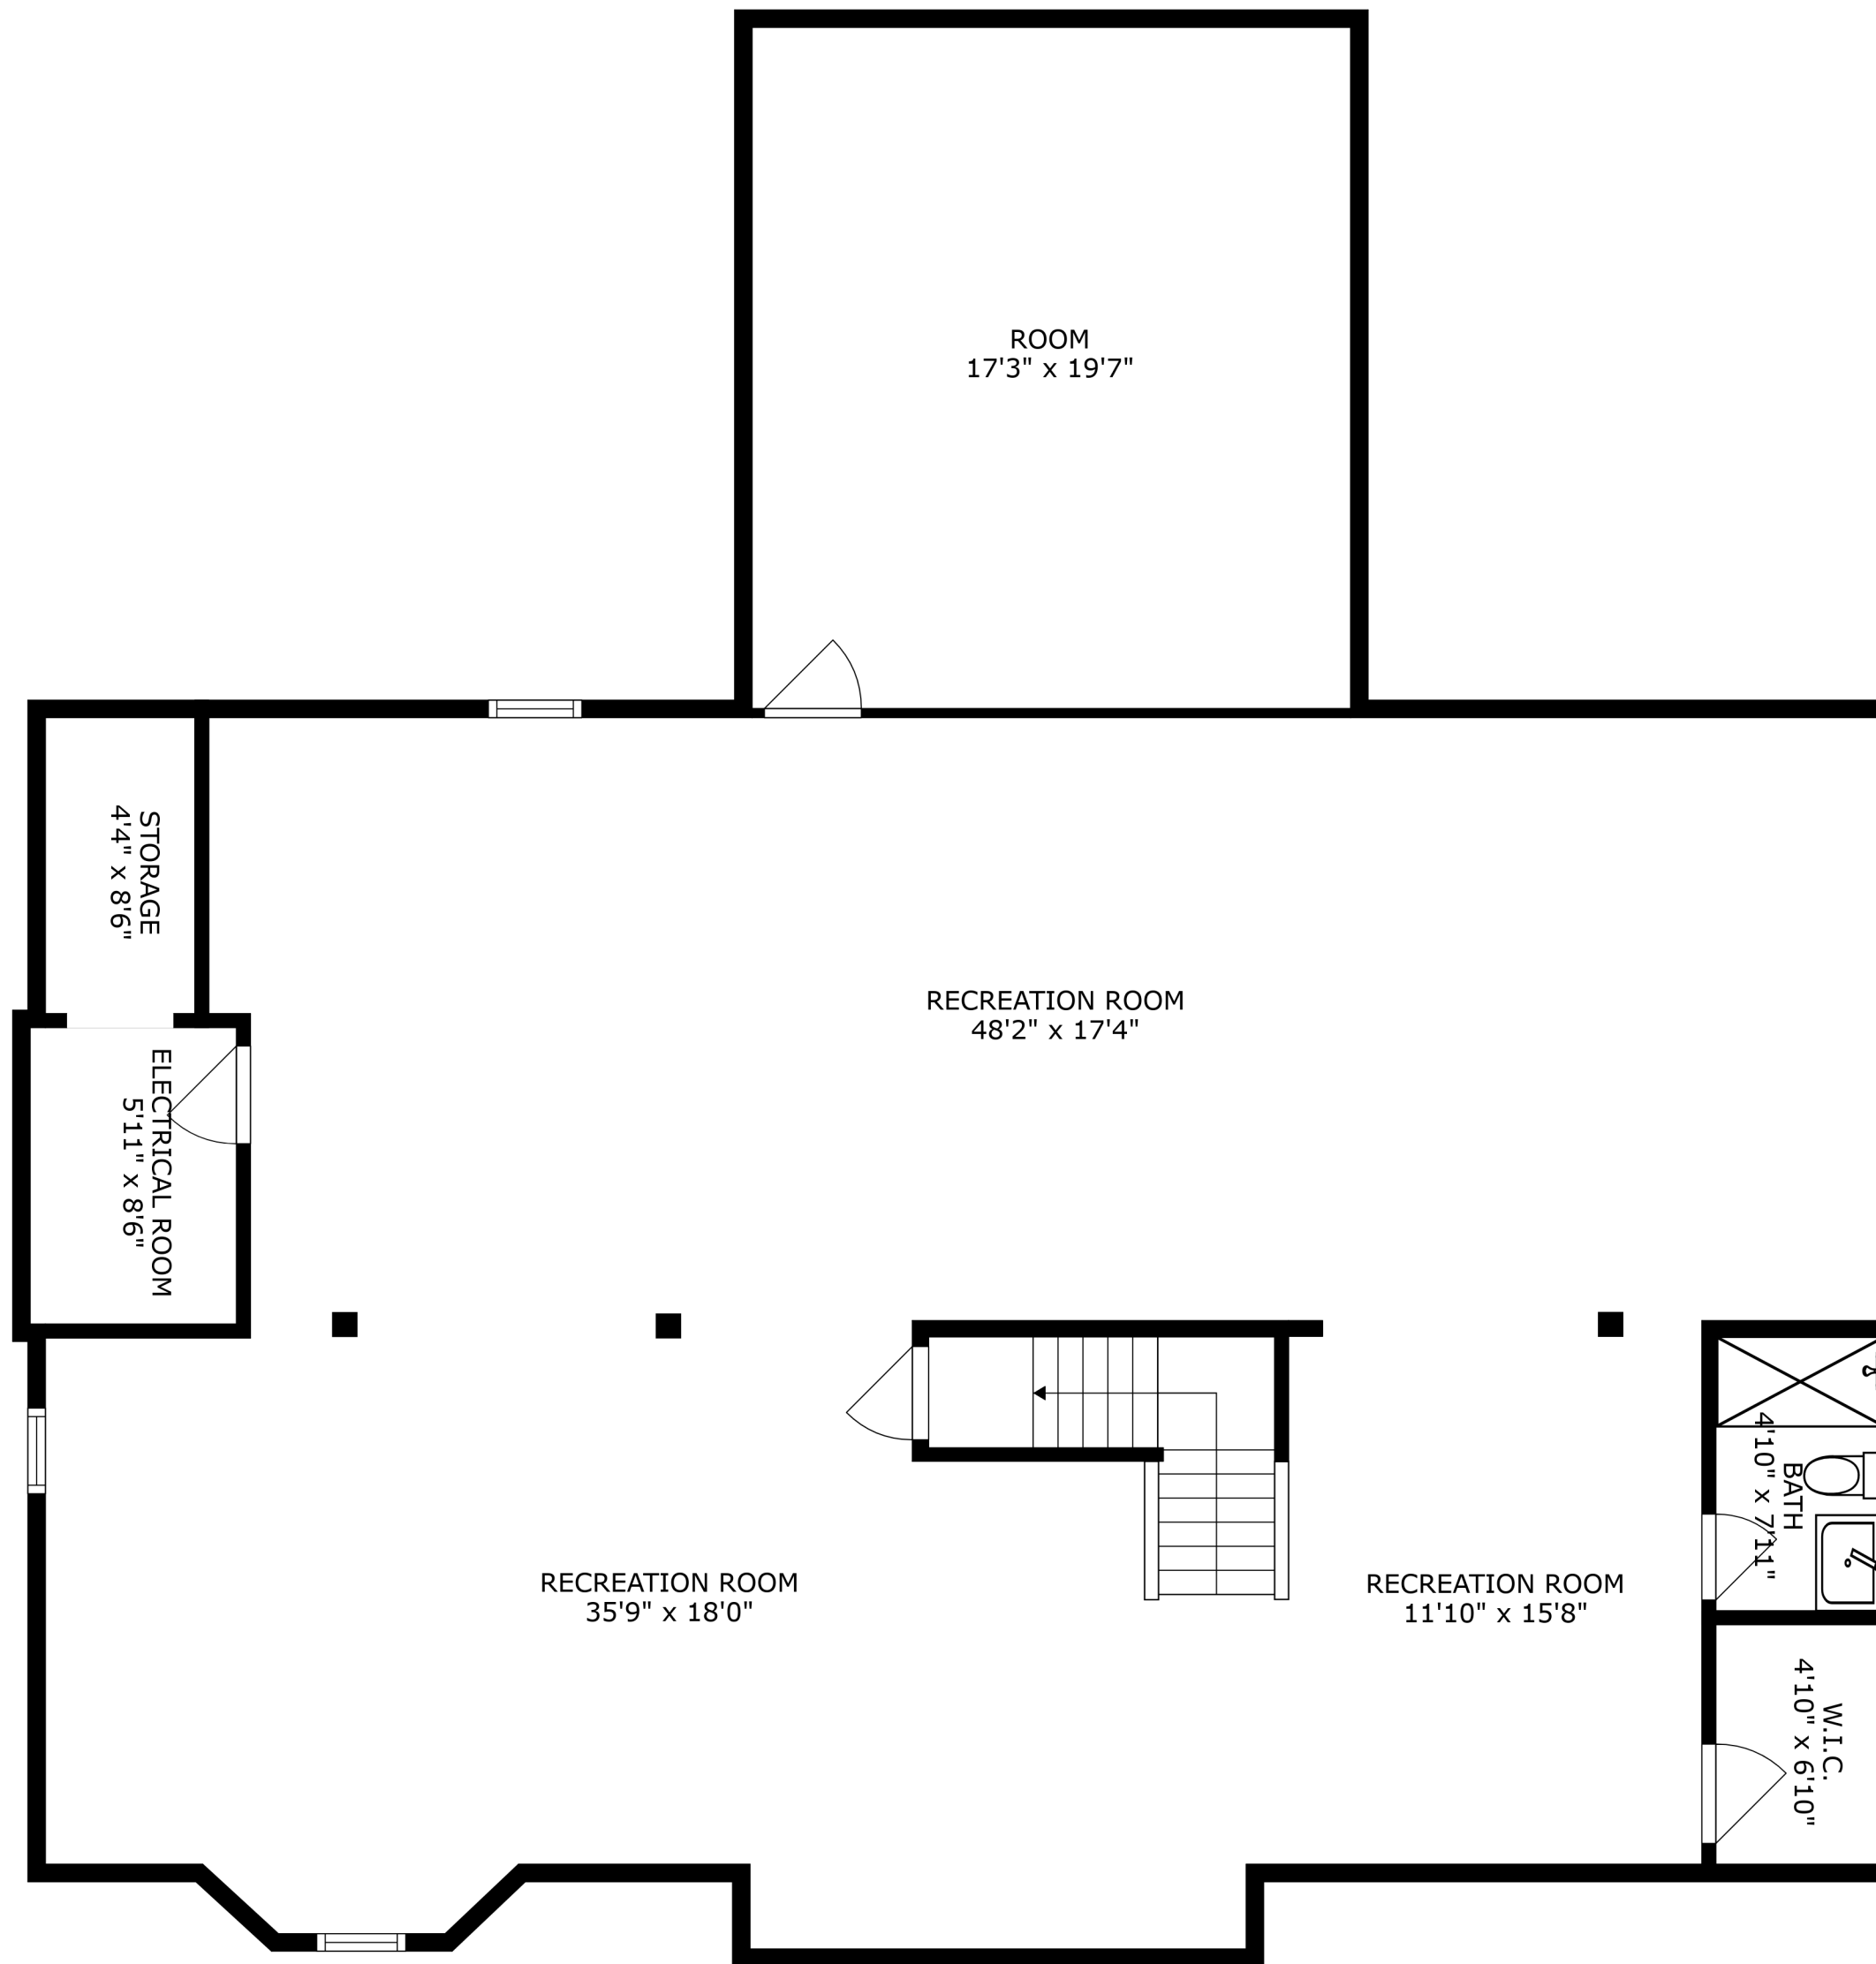 ROOM
17'3" x 19'7"
STORAGE
4'4" x 8'6"
RECREATION ROOM
48'2" x 17'4"
ELECTRICAL ROOM
5'11" x 8'6"
BATH
4'10" x 7'11"
RECREATION ROOM
35'9" x 18'0"
RECREATION ROOM
11'10" x 15'8"
W.I.C.
4'10" x 6'10"